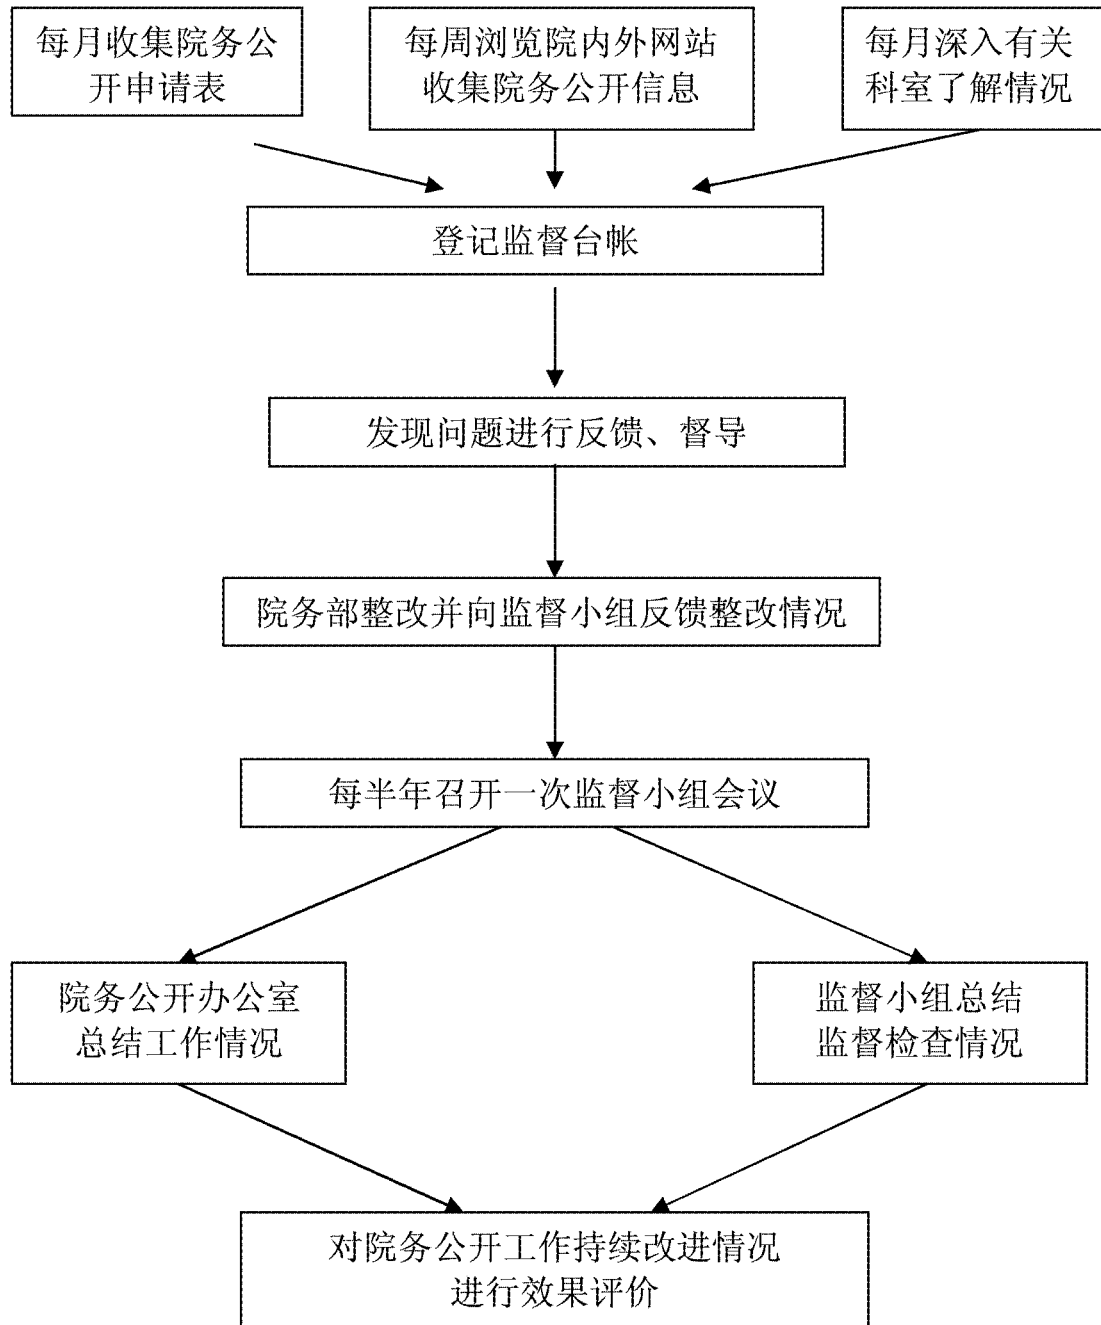 每月收集院务公
开申请表
每周浏览院内外网站
收集院务公开信息
每月深入有关
科室了解情况
登记监督台帐
发现问题进行反馈、督导
院务部整改并向监督小组反馈整改情况
每半年召开一次监督小组会议
院务公开办公室
总结工作情况
监督小组总结
监督检查情况
对院务公开工作持续改进情况
进行效果评价